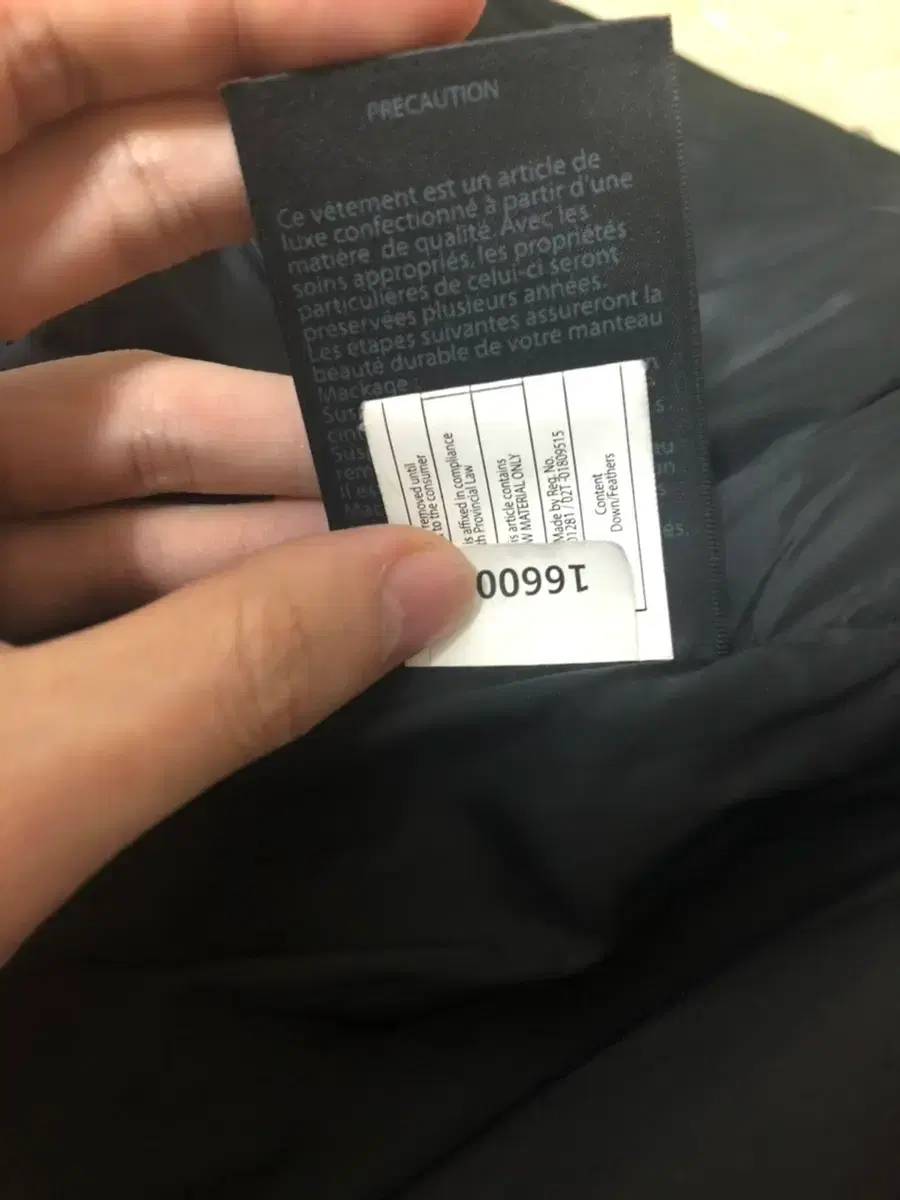 PRECAUTION
Ce vêtement est un article de
luxe confectionné à partir d'une
matière de qualité. Avec les
soins appropriés, les propriétés
particulières de celui-ci seront
preservées plusieurs années.
Les étapes suivantes assureront la
beauté durable de votre manteau
Mackage
removed until
to the consumer
is affixed in compliance
Provincial Law
article contains
MATERIAL ONLY
Made by Reg. No.
01281 / 02T-01809515
Content
Down/Feathers
16600